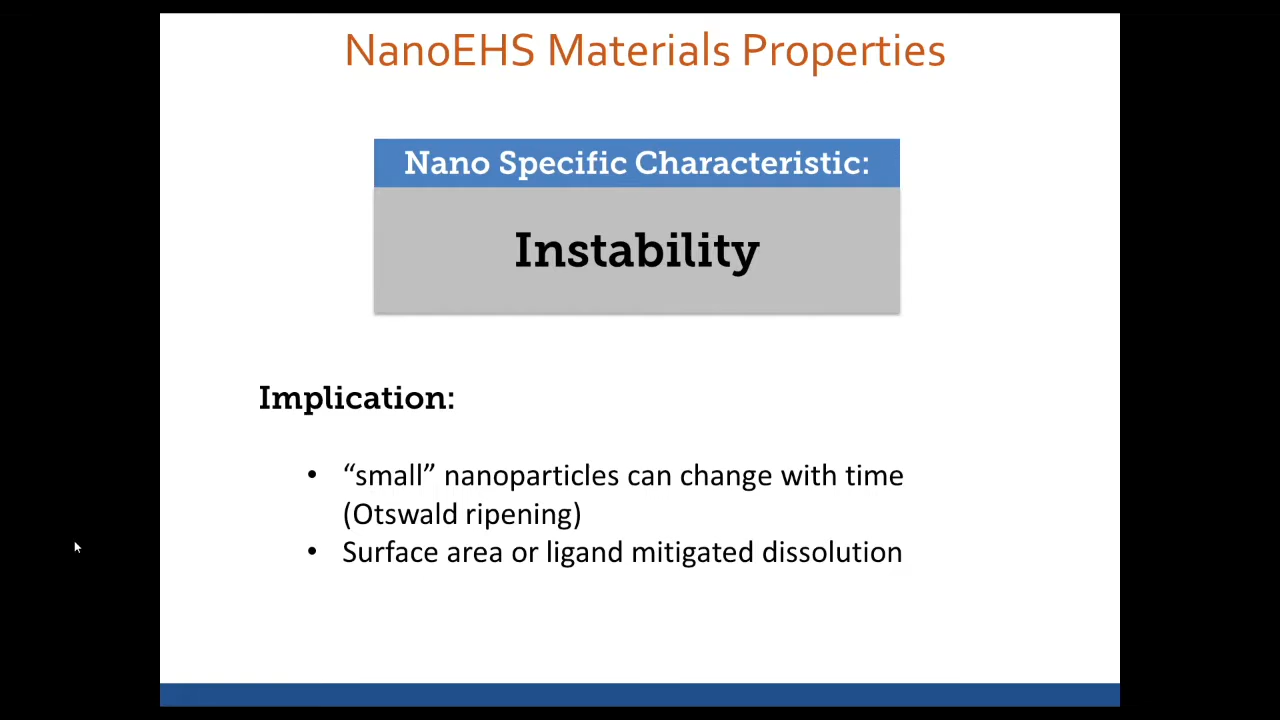 NanoEHS Materials Properties
Nano Specific Characteristic:
Instability
Implication:
• “small” nanoparticles can change with time
(Otswald ripening)
• Surface area or ligand mitigated dissolution